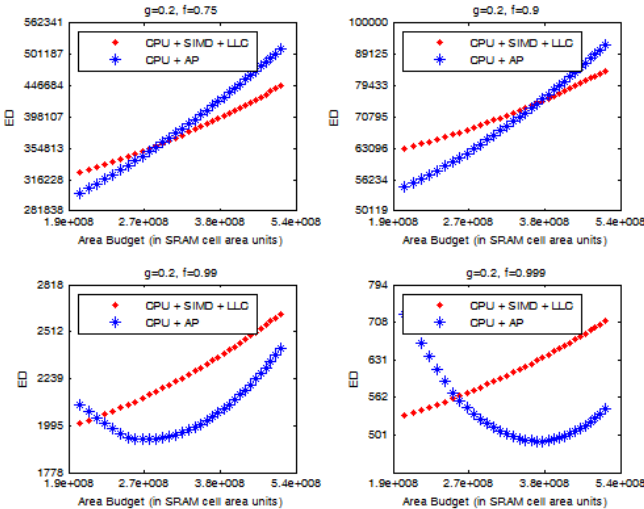 g=0.2, f=0.75
562341
501187
446684
398107
354813
316228
281838
ED
CPU + SIMD + LLC
CPU + AP
1.9e+008
2.7e+008
3.8e+008
5.4e+008
Area Budget (in SRAM cell area units)
g=0.2, f=0.9
100000
89125
79433
70795
63096
56234
50119
ED
CPU + SIMD + LLC
CPU + AP
1.9e+008
2.7e+008
3.8e+008
5.4e+008
Area Budget (in SRAM cell area units)
g=0.2, f=0.99
2818
2512
2239
1995
1778
ED
CPU + SIMD + LLC
CPU + AP
1.9e+008
2.7e+008
3.8e+008
5.4e+008
Area Budget (in SRAM cell area units)
g=0.2, f=0.999
794
708
631
562
501
ED
CPU + SIMD + LLC
CPU + AP
1.9e+008
2.7e+008
3.8e+008
5.4e+008
Area Budget (in SRAM cell area units)